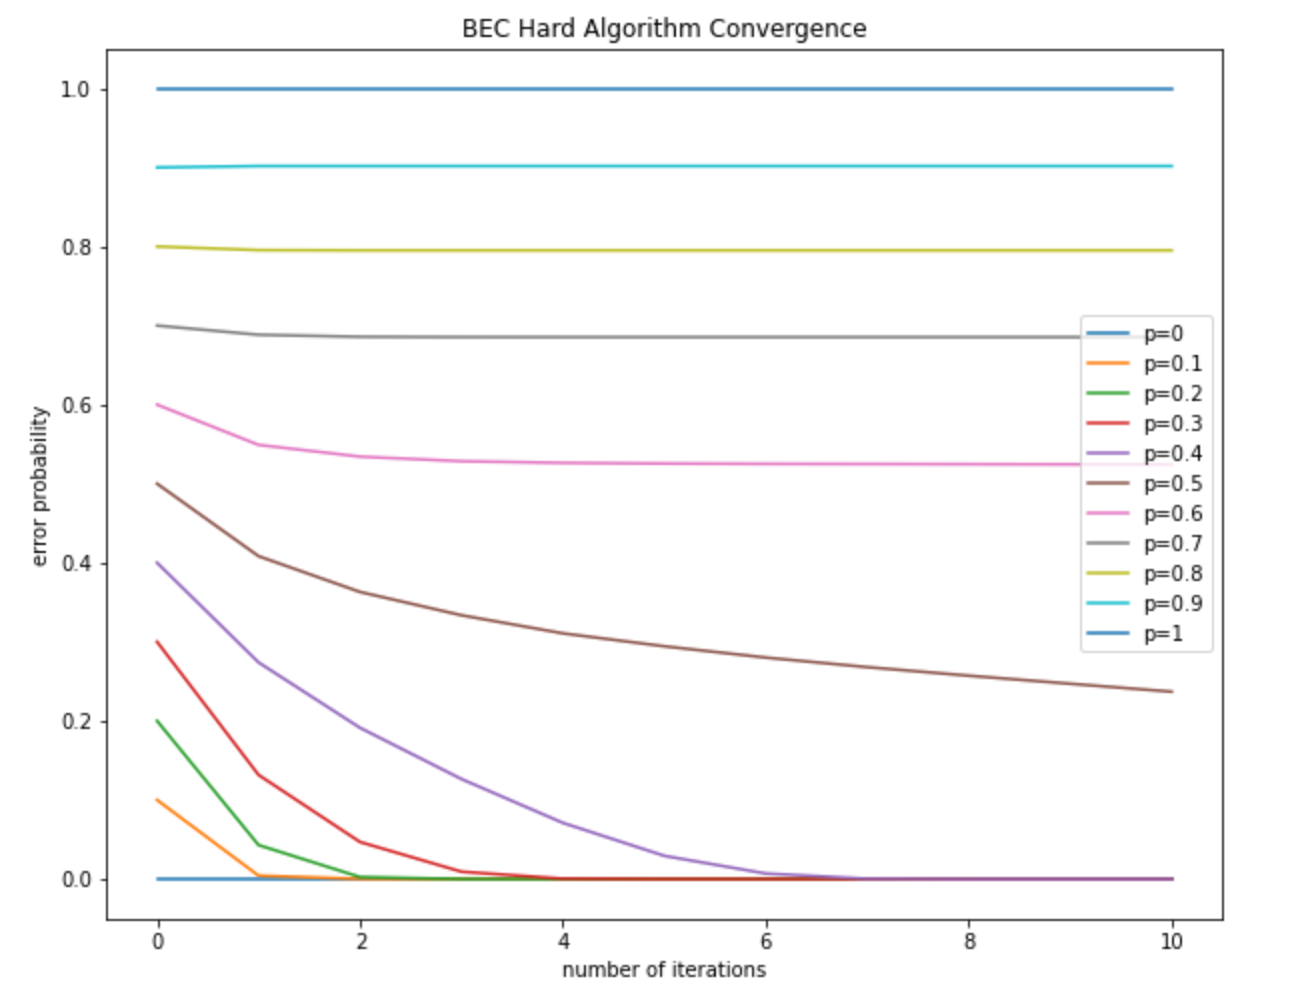 BEC Hard Algorithm Convergence
error probability
1.0
0.8
0.6
0.4
0.2
0.0
p=0
p=0.1
p=0.2
p=0.3
p=0.4
p=0.5
p=0.6
p=0.7
p=0.8
p=0.9
p=1
0 2 4 6 8 10
number of iterations